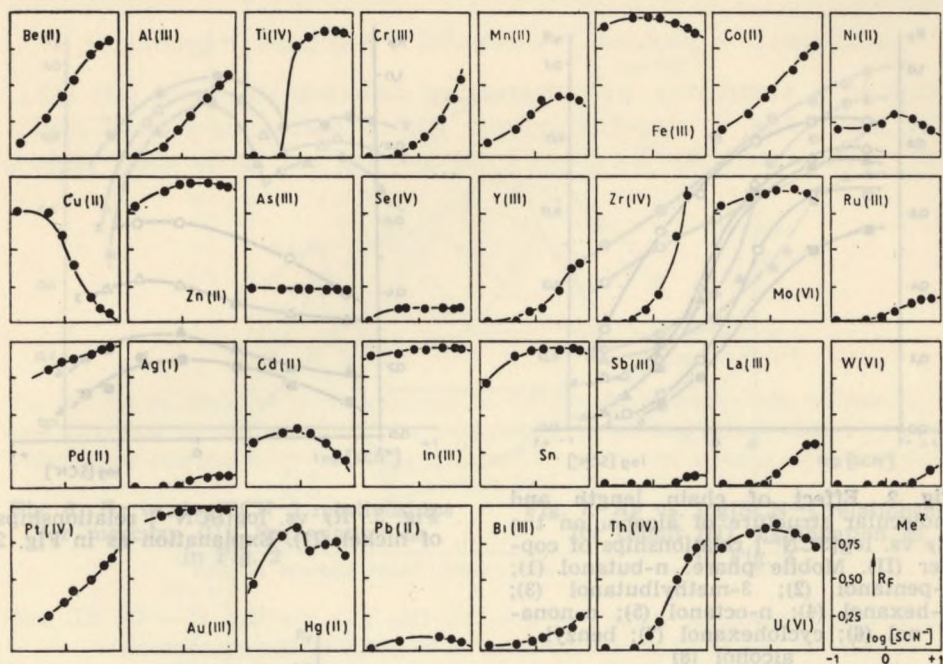 Be(II) Al(III) Ti(IV) Cr(III) Mn(II) Fe(III) Co(II) Ni(II)
Cu(II) Zn(II) As(III) Se(IV) Y(III) Zr(IV) Mo(VI) Ru(III)
Pd(II) Ag(I) Cd(II) In(III) Sn Sb(III) La(III) W(VI)
Tl Au(III) Hg(II) Pb(II) Bi(III) Th(IV) U(VI) Meˣ
0,75
0,50 R_F
0,25
log [SCN⁻]
-1 0 +1